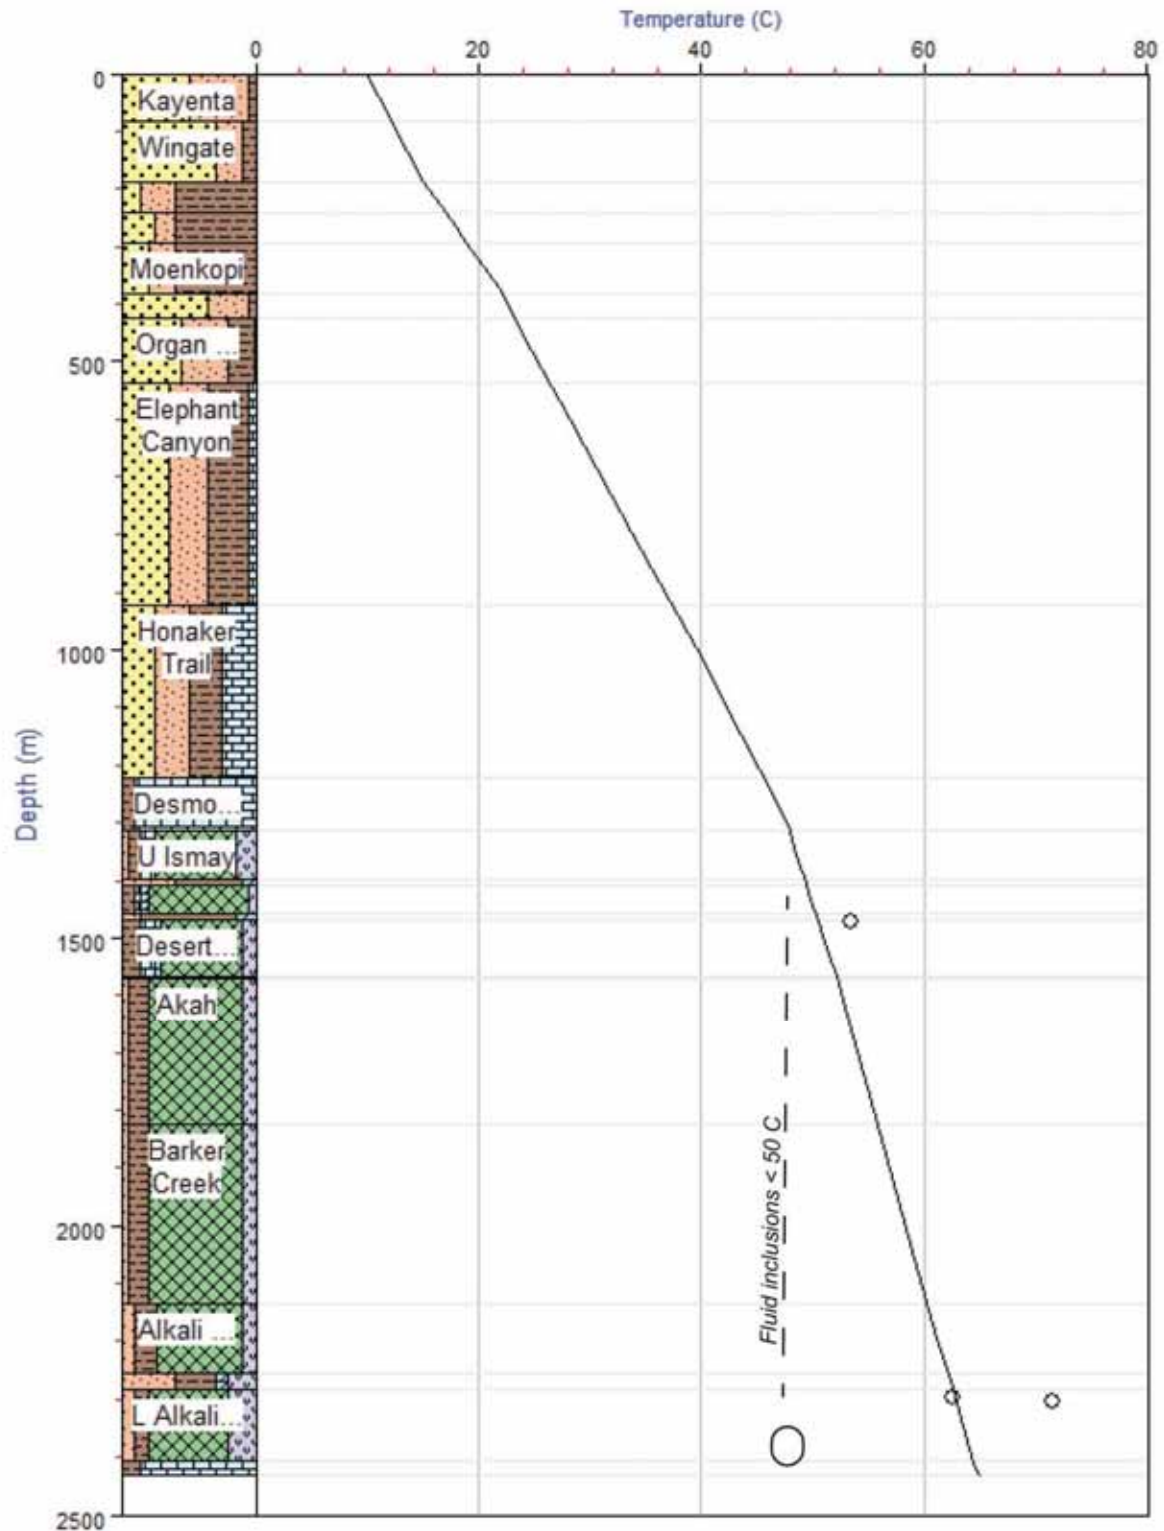 Temperature (C)
0 20 40 60 80
0
Kayenta
Wingate
Moenkopi
Organ ...
500
Elephant
Canyon
Honaker
Trail
1000
Depth (m)
Desmo...
U Ismay
Desert...
1500
Akah
Barker
Creek
Fluid inclusions < 50 C
2000
Alkali ...
L Alkali...
2500